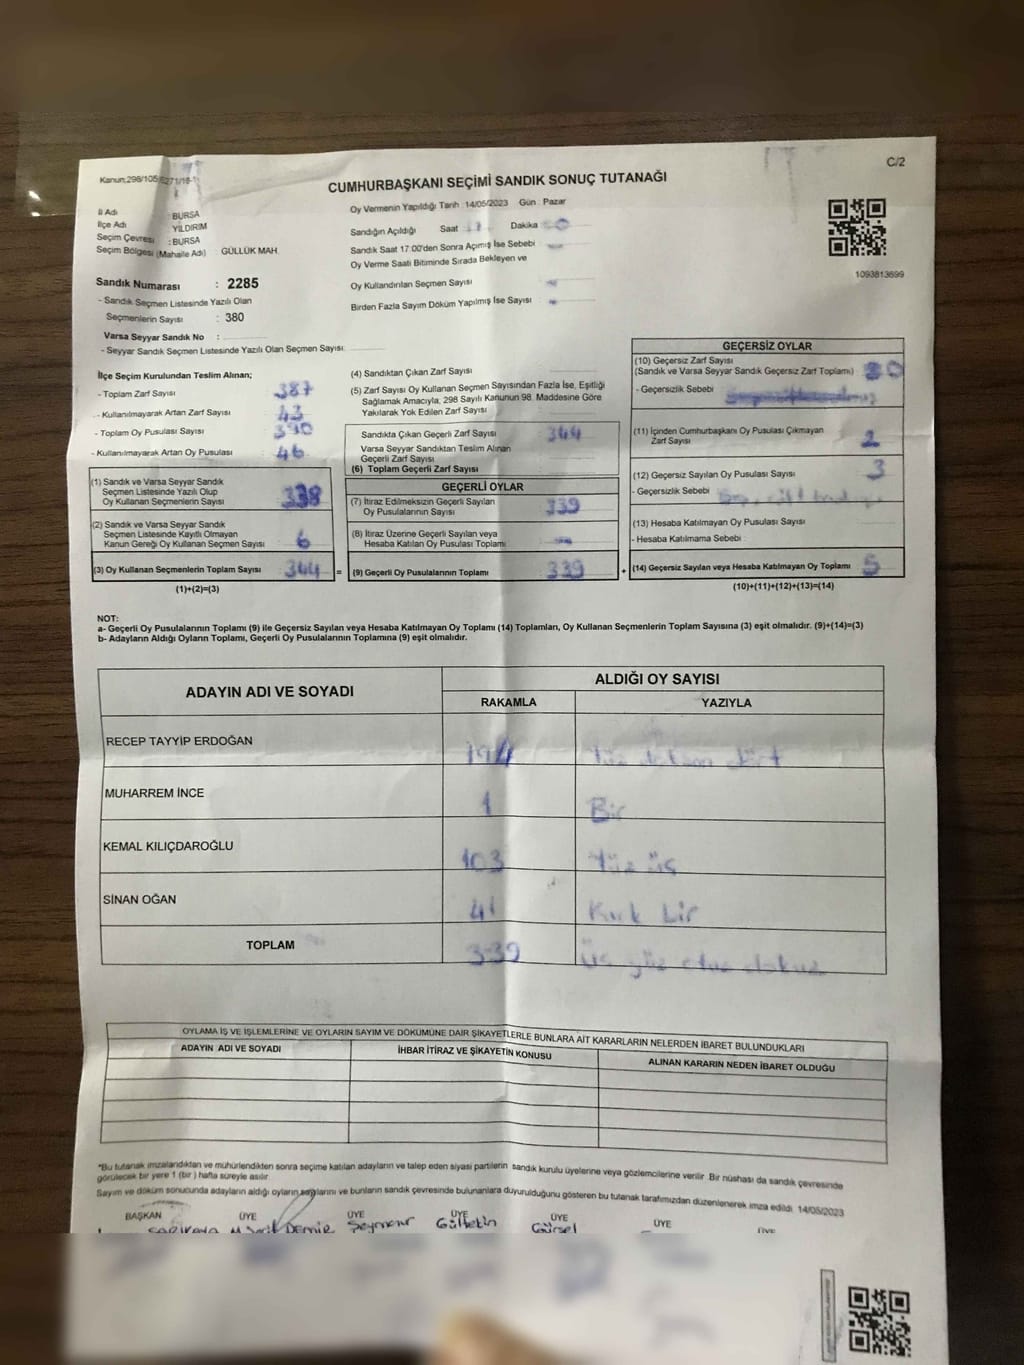 Kanun;298/105,6271/18-1
C/2
CUMHURBAŞKANI SEÇİMİ SANDIK SONUÇ TUTANAĞI
İl Adı : BURSA
İlçe Adı : YILDIRIM
Seçim Çevresi : BURSA
Seçim Bölgesi (Mahalle Adı) : GÜLLÜK MAH
Sandık Numarası : 2285
- Sandık Seçmen Listesinde Yazılı Olan
Seçmenlerin Sayısı : 380
Varsa Seyyar Sandık No :
- Seyyar Sandık Seçmen Listesinde Yazılı Olan Seçmen Sayısı:
Oy Vermenin Yapıldığı Tarih :14/05/2023 Gün : Pazar
Sandığın Açıldığı Saat Dakika
Sandık Saat 17:00'den Sonra Açımış İse Sebebi
Oy Verme Saati Bitiminde Sırada Bekleyen ve
Oy Kullandırılan Seçmen Sayısı
Birden Fazla Sayım Döküm Yapılmış İse Sayısı
1093813699
İlçe Seçim Kurulundan Teslim Alınan;
- Toplam Zarf Sayısı 387
- Kullanılmayarak Artan Zarf Sayısı 43
- Toplam Oy Pusulası Sayısı 390
- Kullanılmayarak Artan Oy Pusulası 46
(1) Sandık ve Varsa Seyyar Sandık
Seçmen Listesinde Yazılı Olup
Oy Kullanan Seçmenlerin Sayısı 338
(2) Sandık ve Varsa Seyyar Sandık
Seçmen Listesinde Kayıtlı Olmayan
Kanun Gereği Oy Kullanan Seçmen Sayısı 6
(3) Oy Kullanan Seçmenlerin Toplam Sayısı 344
(1)+(2)=(3)
=
(4) Sandıktan Çıkan Zarf Sayısı
(5) Zarf Sayısı Oy Kullanan Seçmen Sayısından Fazla İse, Eşitliği
Sağlamak Amacıyla, 298 Sayılı Kanunun 98. Maddesine Göre
Yakılarak Yok Edilen Zarf Sayısı
Sandıkta Çıkan Geçerli Zarf Sayısı 344
Varsa Seyyar Sandıktan Teslim Alınan
Geçerli Zarf Sayısı
(6) Toplam Geçerli Zarf Sayısı
GEÇERLİ OYLAR
(7) İtiraz Edilmeksizin Geçerli Sayılan
Oy Pusulalarının Sayısı 339
(8) İtiraz Üzerine Geçerli Sayılan veya
Hesaba Katılan Oy Pusulası Toplamı
(9) Geçerli Oy Pusulalarının Toplamı 339
+
GEÇERSİZ OYLAR
(10) Geçersiz Zarf Sayısı
(Sandık ve Varsa Seyyar Sandık Geçersiz Zarf Toplamı)
- Geçersizlik Sebebi
(11) İçinden Cumhurbaşkanı Oy Pusulası Çıkmayan
Zarf Sayısı 2
(12) Geçersiz Sayılan Oy Pusulası Sayısı 3
- Geçersizlik Sebebi
(13) Hesaba Katılmayan Oy Pusulası Sayısı
- Hesaba Katılmama Sebebi
(14) Geçersiz Sayılan veya Hesaba Katılmayan Oy Toplamı 5
(10)+(11)+(12)+(13)=(14)
NOT:
a- Geçerli Oy Pusulalarının Toplamı (9) ile Geçersiz Sayılan veya Hesaba Katılmayan Oy Toplamı (14) Toplamları, Oy Kullanan Seçmenlerin Toplam Sayısına (3) eşit olmalıdır. (9)+(14)=(3)
b- Adayların Aldığı Oyların Toplamı, Geçerli Oy Pusulalarının Toplamına (9) eşit olmalıdır.
ADAYIN ADI VE SOYADI ALDIĞI OY SAYISI
RAKAMLA YAZIYLA
RECEP TAYYİP ERDOĞAN 194 Yüz doksan dört
MUHARREM İNCE 1 Bir
KEMAL KILIÇDAROĞLU 103 Yüz üç
SİNAN OĞAN 41 Kırk bir
TOPLAM 339 Üç yüz otuz dokuz
OYLAMA İŞ VE İŞLEMLERİNE VE OYLARIN SAYIM VE DÖKÜMÜNE DAİR ŞİKAYETLERLE BUNLARA AİT KARARLARIN NELERDEN İBARET BULUNDUKLARI
ADAYIN ADI VE SOYADI İHBAR İTİRAZ VE ŞİKAYETİN KONUSU ALINAN KARARIN NEDEN İBARET OLDUĞU
*Bu tutanak imzalandıktan ve mühürlendikten sonra seçime katılan adayların ve talep eden siyasi partilerin sandık kurulu üyelerine veya gözlemcilerine verilir. Bir nüshası da sandık çevresinde
görülecek bir yere 1 (bir ) hafta süreyle asılır.
Sayım ve döküm sonucunda adayların aldığı oyların sayılarını ve bunların sandık çevresinde bulunanlara duyurulduğunu gösteren bu tutanak tarafımızdan düzenlenerek imza edildi. 14/05/2023
BAŞKAN ÜYE ÜYE ÜYE ÜYE ÜYE ÜYE
Seymenur Gültekin Gürsel